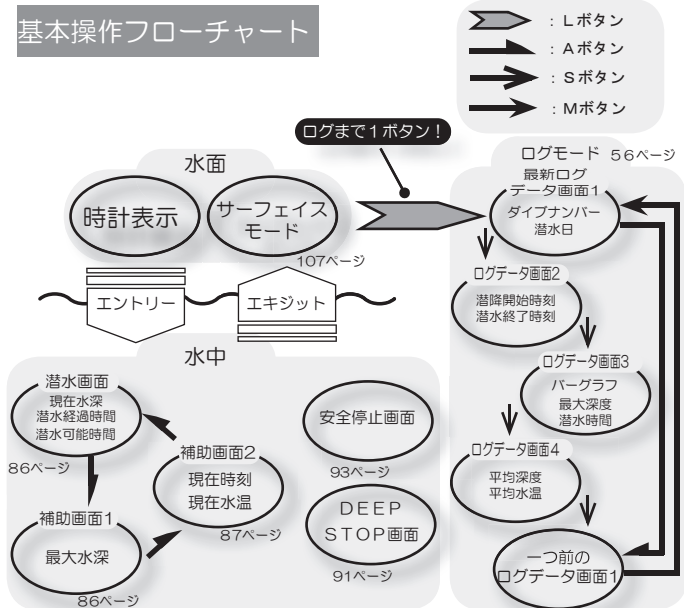 基本操作フローチャート
：Lボタン
：Aボタン
：Sボタン
：Mボタン
ログまで１ボタン！
水面
時計表示
サーフェイス
モード
107ページ
エントリー
エキジット
水中
潜水画面
現在水深
潜水経過時間
潜水可能時間
86ページ
補助画面1
最大水深
86ページ
補助画面2
現在時刻
現在水温
87ページ
安全停止画面
93ページ
ＤＥＥＰ
ＳＴＯＰ画面
91ページ
ログモード 56ページ
最新ログ
データ画面1
ダイブナンバー
潜水日
ログデータ画面2
潜降開始時刻
潜水終了時刻
ログデータ画面3
バーグラフ
最大深度
潜水時間
ログデータ画面4
平均深度
平均水温
一つ前の
ログデータ画面1